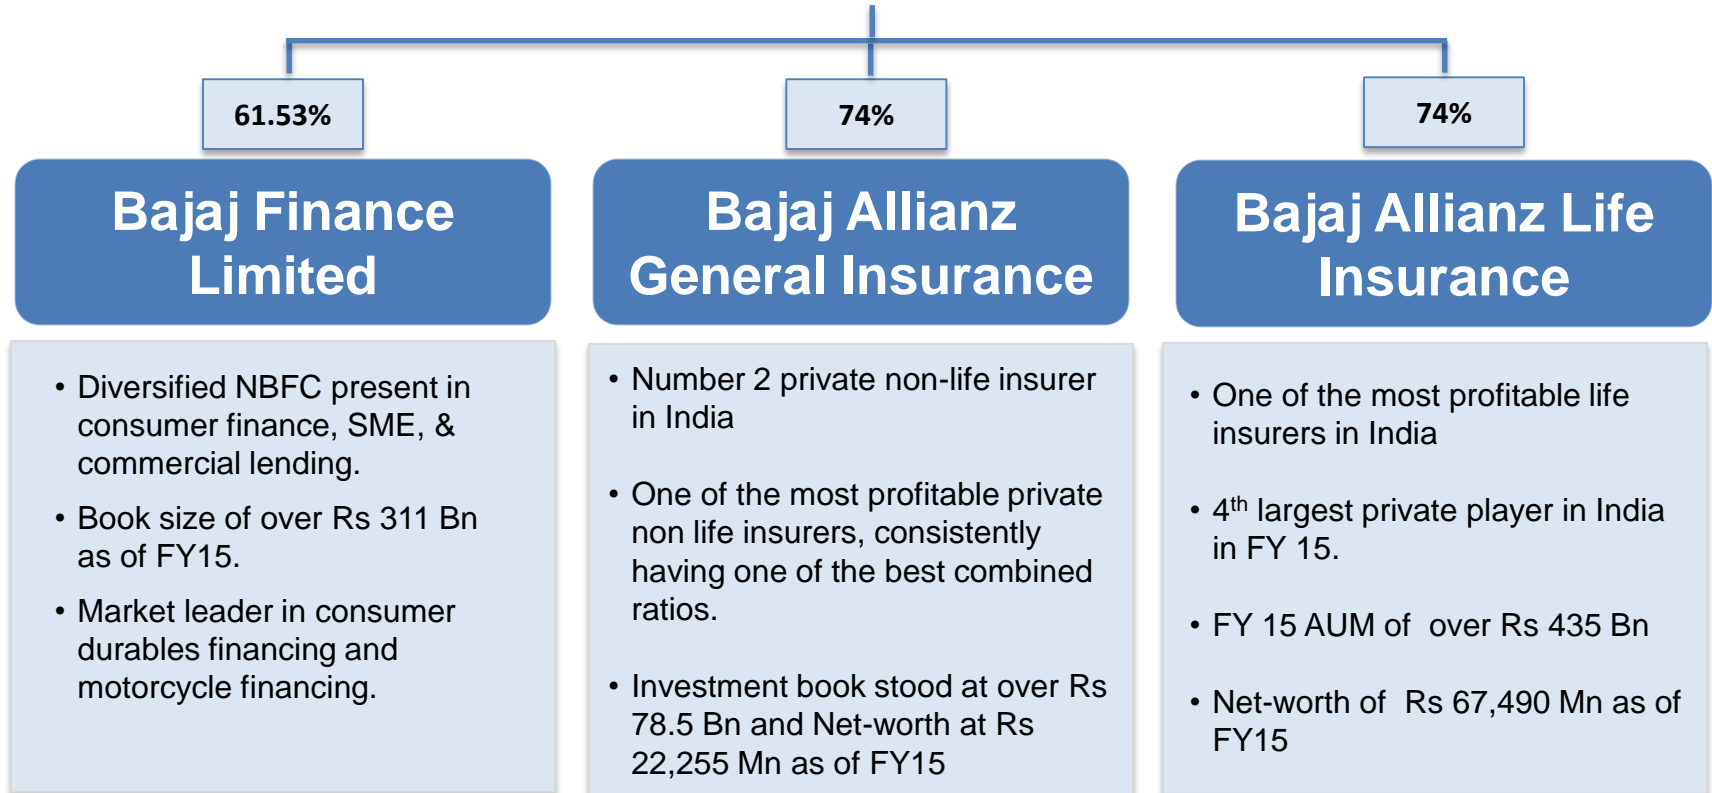 61.53%
74%
74%
Bajaj Finance
Limited
Bajaj Allianz
General Insurance
Bajaj Allianz Life
Insurance
• Diversified NBFC present in
consumer finance, SME, &
commercial lending.
• Book size of over Rs 311 Bn
as of FY15.
• Market leader in consumer
durables financing and
motorcycle financing.
• Number 2 private non-life insurer
in India
• One of the most profitable private
non life insurers, consistently
having one of the best combined
ratios.
• Investment book stood at over Rs
78.5 Bn and Net-worth at Rs
22,255 Mn as of FY15
• One of the most profitable life
insurers in India
• 4th largest private player in India
in FY 15.
• FY 15 AUM of  over Rs 435 Bn
• Net-worth of  Rs 67,490 Mn as of
FY15